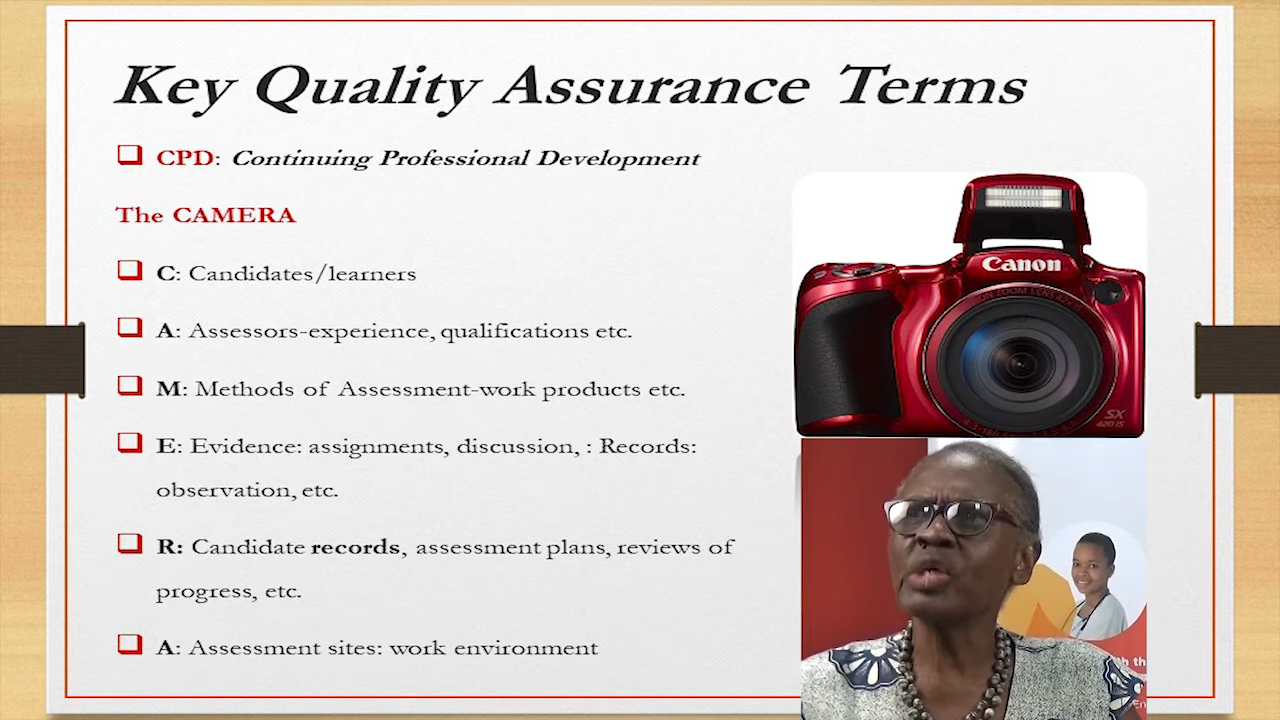 Key Quality Assurance Terms
CPD: Continuing Professional Development
The CAMERA
C: Candidates/learners
A: Assessors-experience, qualifications etc.
M: Methods of Assessment-work products etc.
E: Evidence: assignments, discussion, : Records:
observation, etc.
R: Candidate records, assessment plans, reviews of
progress, etc.
A: Assessment sites: work environment
Canon
SX
420 IS